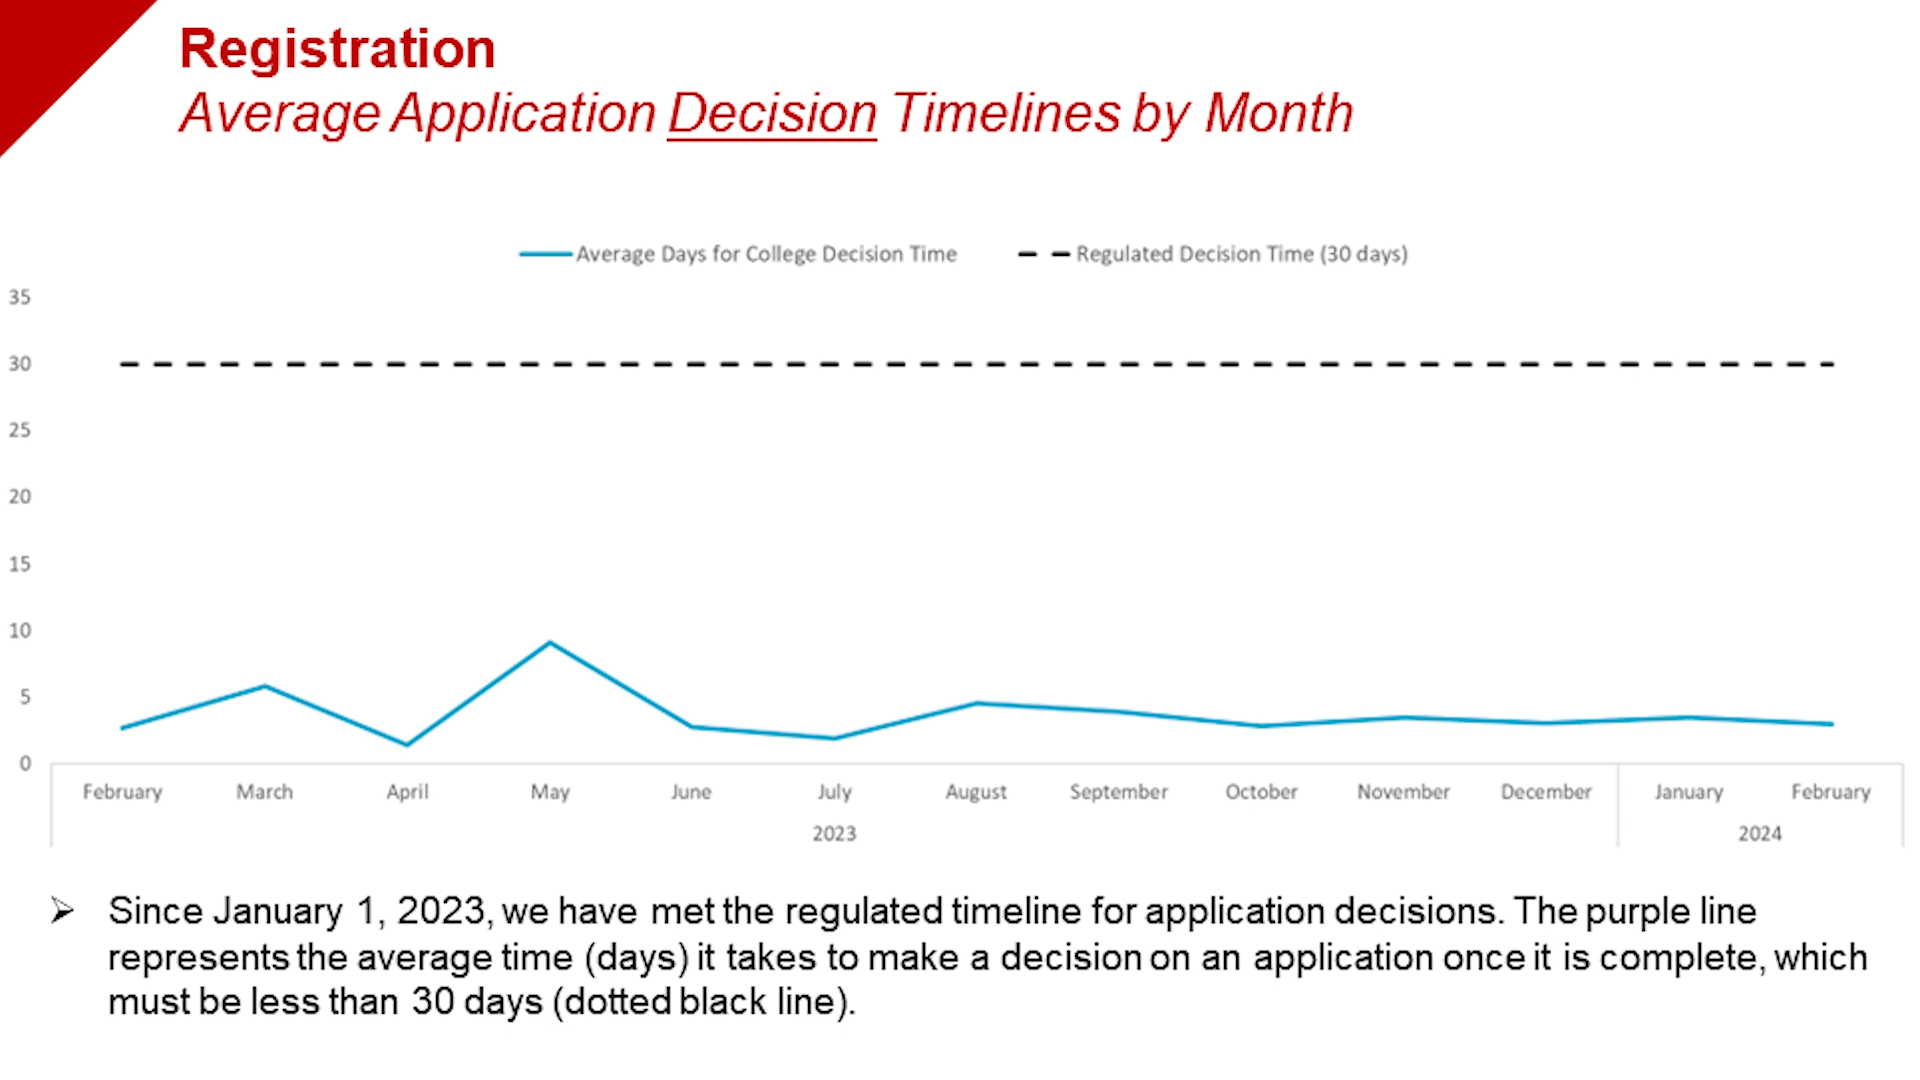 Registration
Average Application Decision Timelines by Month
Average Days for College Decision Time
Regulated Decision Time (30 days)
35
30
25
20
15
10
5
0
February March April May June July August September October November December January February
2023 2024
➢ Since January 1, 2023, we have met the regulated timeline for application decisions. The purple line
represents the average time (days) it takes to make a decision on an application once it is complete, which
must be less than 30 days (dotted black line).